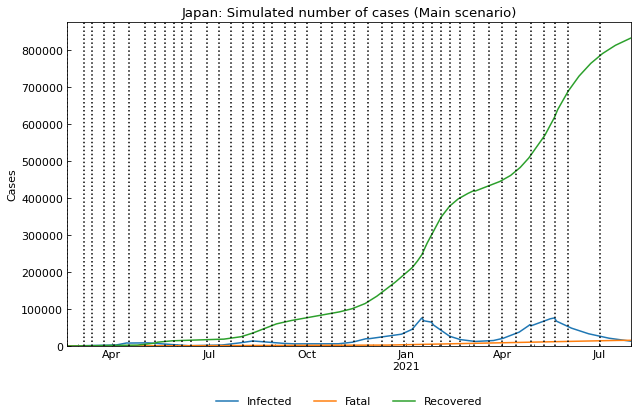 Japan: Simulated number of cases (Main scenario)
800000
700000
600000
500000
400000
300000
200000
100000
0
Cases
Apr Jul Oct Jan Apr Jul
2021
Infected Fatal Recovered